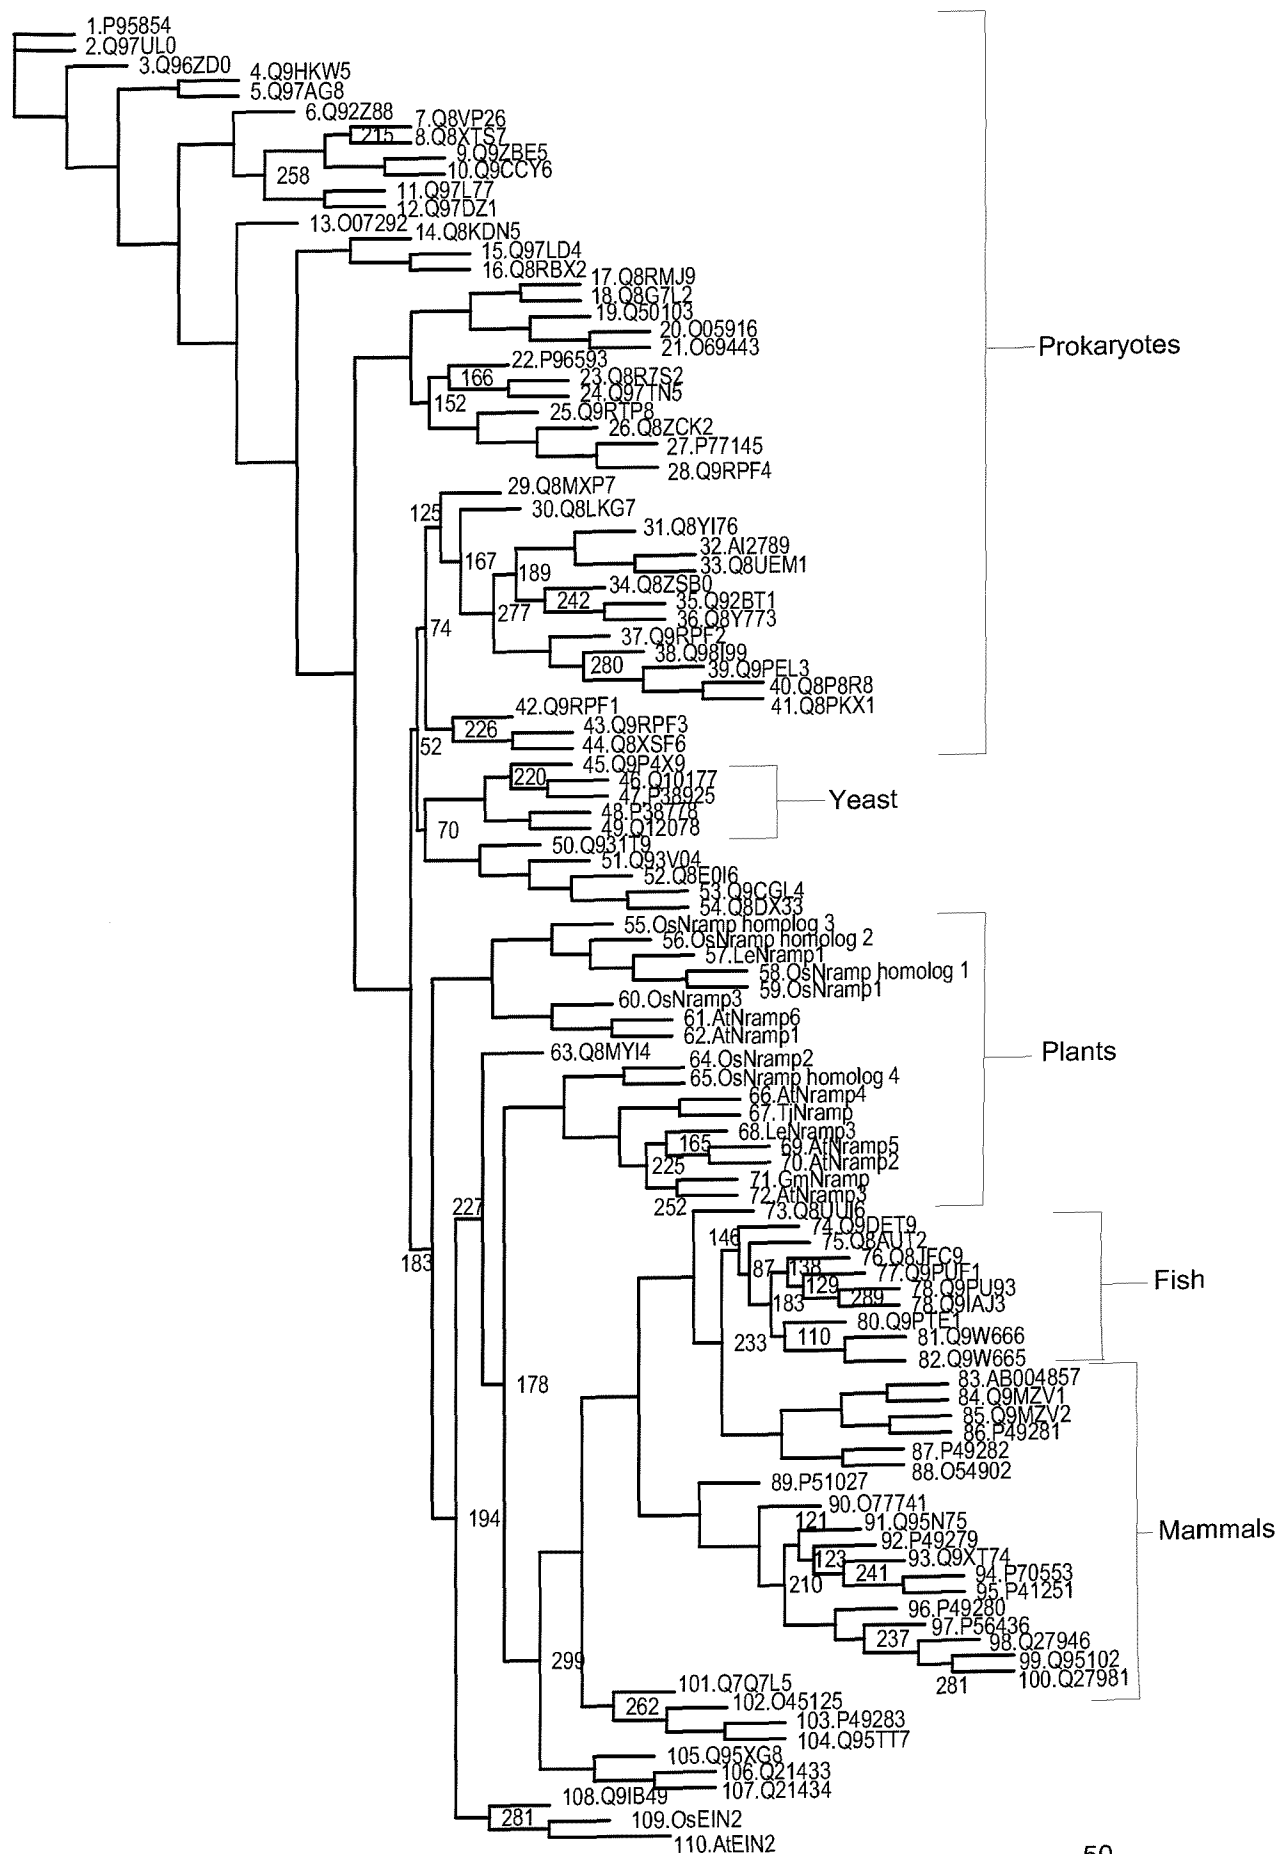 1.P95854
2.Q97UL0
3.Q96ZD0
4.Q9HKW5
5.Q97AG8
6.Q92Z88
7.Q8VP26
215
8.Q8XTS7
9.Q9ZBE5
10.Q9CCY6
258
11.Q97L77
12.Q97DZ1
13.O07292
14.Q8KDN5
15.Q97LD4
16.Q8RBX2
17.Q8RMJ9
18.Q8G7L2
19.Q50103
20.O05916
21.O69443
Prokaryotes
22.P96593
166
23.Q8R7S2
24.Q97TN5
152
25.Q9RTP8
26.Q8ZCK2
27.P77145
28.Q9RPF4
29.Q8MXP7
125
30.Q8LKG7
31.Q8YI76
32.AI2789
167
33.Q8UEM1
189
34.Q8ZSB0
242
35.Q92BT1
277
36.Q8Y773
74
37.Q9RPF2
38.Q98I99
280
39.Q9PEL3
40.Q8P8R8
41.Q8PKX1
42.Q9RPF1
226
43.Q9RPF3
52
44.Q8XSF6
45.Q9P4X9
220
46.Q10177
47.P38925
Yeast
48.P38778
70
49.Q12078
50.Q931T9
51.Q93V04
52.Q8E0I6
53.Q9CGL4
54.Q8DX33
55.OsNramp homolog 3
56.OsNramp homolog 2
57.LeNramp1
58.OsNramp homolog 1
59.OsNramp1
60.OsNramp3
61.AtNramp6
62.AtNramp1
63.Q8MYI4
Plants
64.OsNramp2
65.OsNramp homolog 4
66.AtNramp4
67.TjNramp
68.LeNramp3
165
69.AtNramp5
225
70.AtNramp2
71.GmNramp
72.AtNramp3
227
252
73.Q8UUI6
74.Q9DET9
146
75.Q8AUT2
183
76.Q8JFC9
87
138
77.Q9PUF1
129
78.Q9PU93
289
Fish
183
78.Q9IAJ3
80.Q9PTE1
233
110
81.Q9W666
82.Q9W665
178
83.AB004857
84.Q9MZV1
85.Q9MZV2
86.P49281
87.P49282
88.O54902
89.P51027
90.O77741
194
121
91.Q95N75
Mammals
92.P49279
123
93.Q9XT74
241
94.P70553
210
95.P41251
96.P49280
97.P56436
237
98.Q27946
299
99.Q95102
281
100.Q27981
101.Q7Q7L5
262
102.O45125
103.P49283
104.Q95TT7
105.Q95XG8
106.Q21433
107.Q21434
108.Q9IB49
281
109.OsEIN2
110.AtEIN2